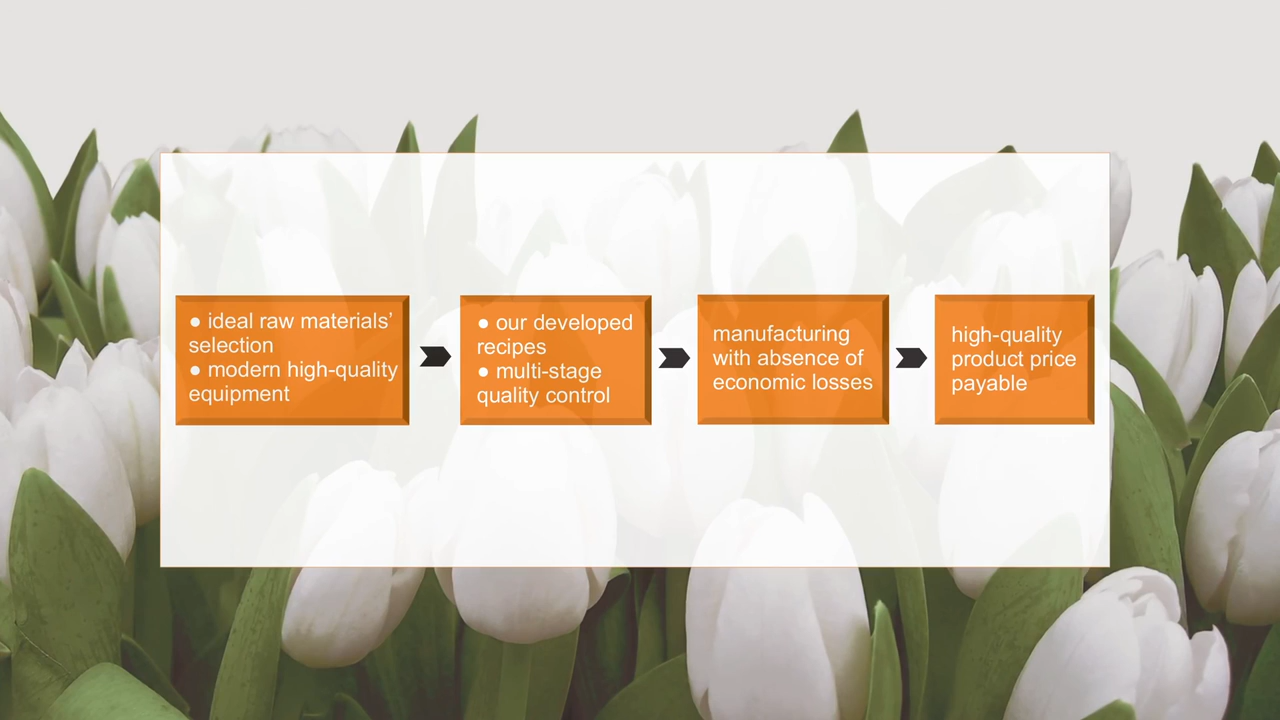 ● ideal raw materials’
selection
● modern high-quality
equipment
● our developed
recipes
● multi-stage
quality control
manufacturing
with absence of
economic losses
high-quality
product price
payable